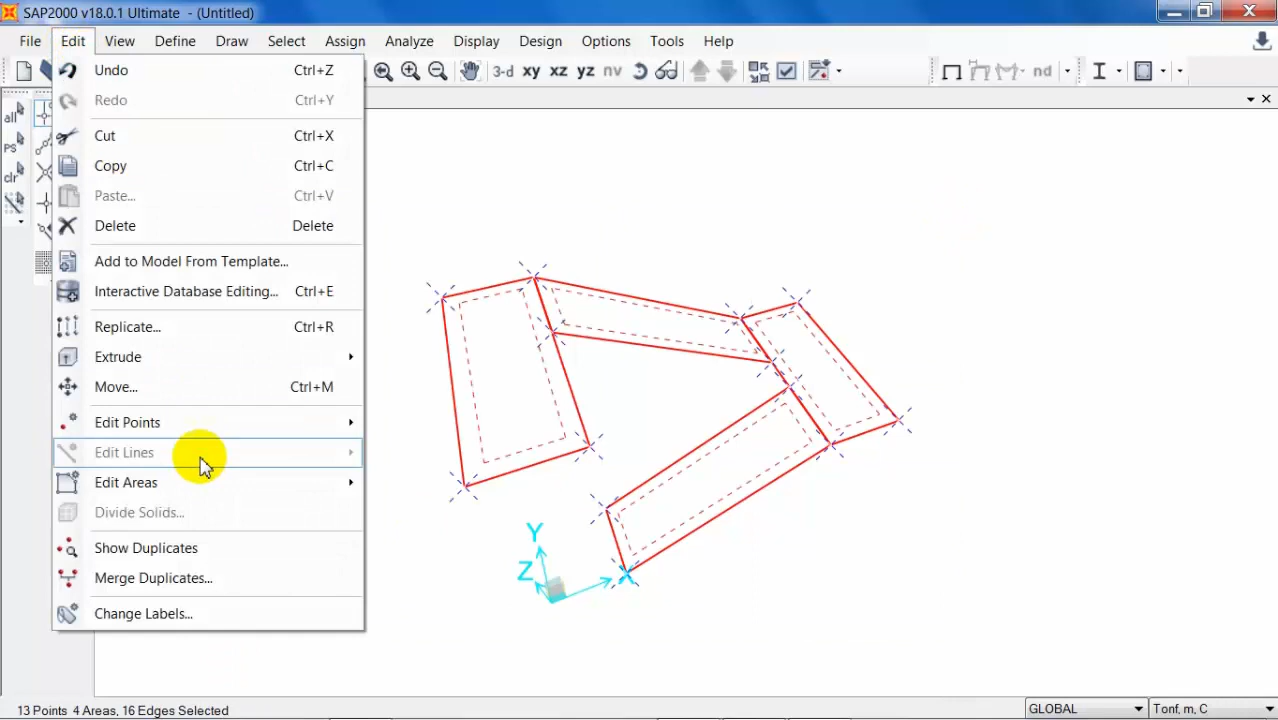 SAP2000 v18.0.1 Ultimate - (Untitled)
File Edit View Define Draw Select Assign Analyze Display Design Options Tools Help
3-d xy xz yz nv nd
Undo Ctrl+Z
Redo Ctrl+Y
Cut Ctrl+X
Copy Ctrl+C
Paste... Ctrl+V
Delete Delete
Add to Model From Template...
Interactive Database Editing... Ctrl+E
Replicate... Ctrl+R
Extrude
Move... Ctrl+M
Edit Points
Edit Lines
Edit Areas
Divide Solids...
Show Duplicates
Merge Duplicates...
Change Labels...
all
PS
clr
Y
Z
X
13 Points 4 Areas, 16 Edges Selected
GLOBAL
Tonf, m, C